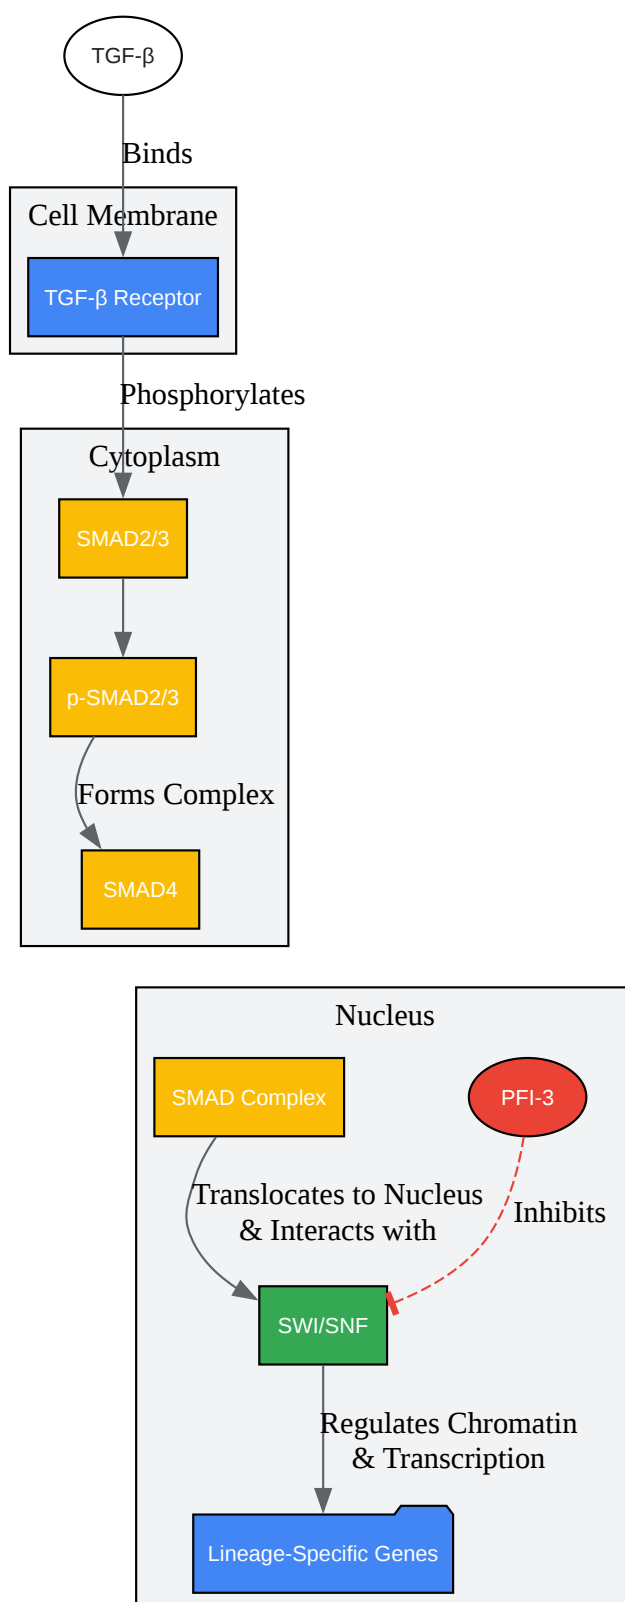 TGF-β
Binds
Cell Membrane
TGF-β Receptor
Phosphorylates
Cytoplasm
SMAD2/3
p-SMAD2/3
Forms Complex
SMAD4
Nucleus
SMAD Complex
PFI-3
Translocates to Nucleus
& Interacts with
Inhibits
SWI/SNF
Regulates Chromatin
& Transcription
Lineage-Specific Genes